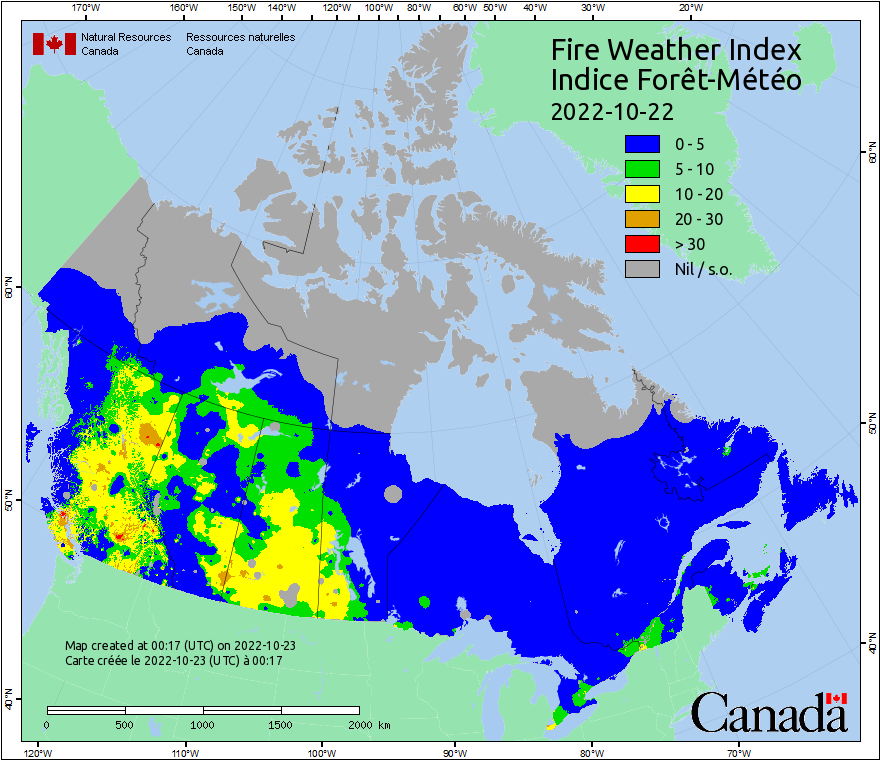 170°W 160°W 150°W 140°W 120°W 100°W 80°W 60°W 50°W 40°W 30°W 20°W
Natural Resources Ressources naturelles
Canada Canada
Fire Weather Index
Indice Forêt-Météo
2022-10-22
0 - 5
5 - 10
10 - 20
20 - 30
> 30
Nil / s.o.
60°N
60°N
50°N
50°N
40°N
40°N
Map created at 00:17 (UTC) on 2022-10-23
Carte créée le 2022-10-23 (UTC) à 00:17
0 500 1000 1500 2000 km
Canada
120°W 110°W 100°W 90°W 80°W 70°W